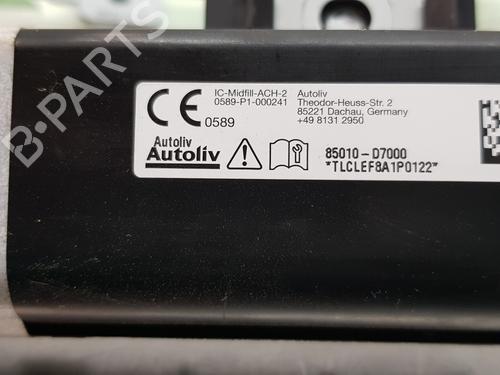 IC-Midfill-ACH-2
0589-P1-000241
CE 0589
Autoliv
Theodor-Heuss-Str. 2
85221 Dachau, Germany
+49 8131 2950
Autoliv
Autoliv
85010-D7000
*TLCLEF8A1P0122*